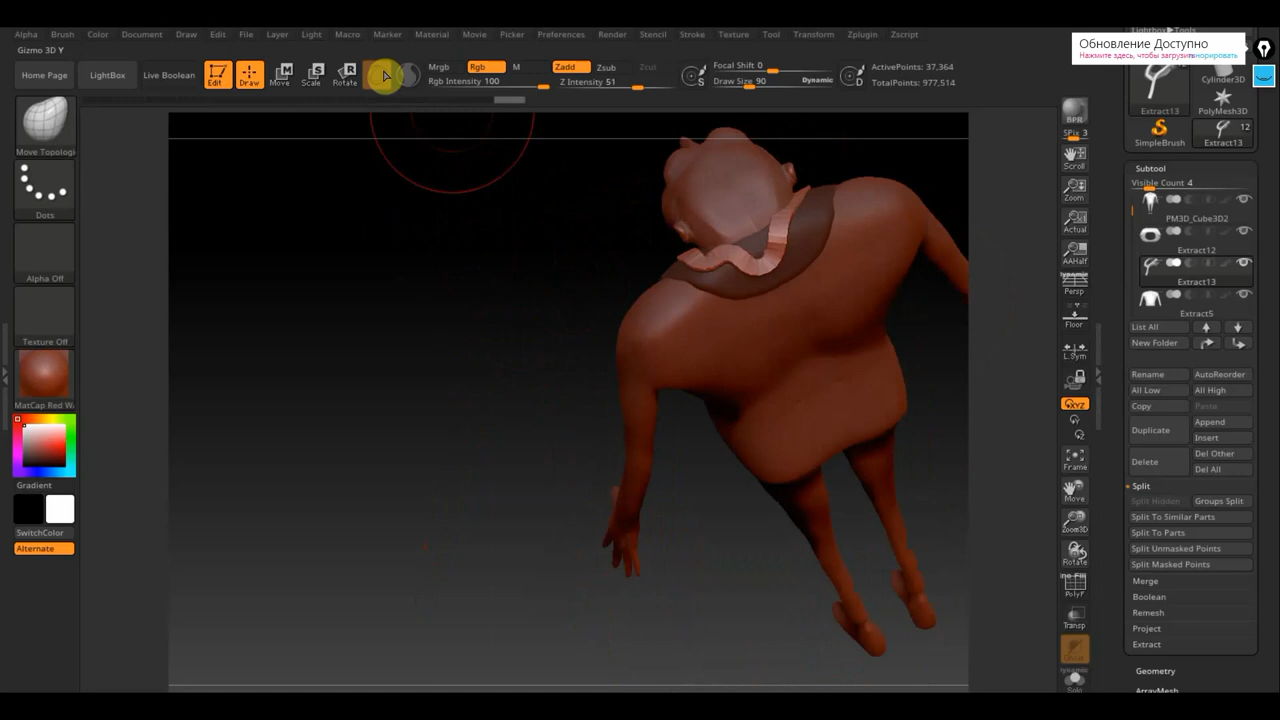 Alpha Brush Color Document Draw Edit File Layer Light Macro Marker Material Movie Picker Preferences Render Stencil Stroke Texture Tool Transform Zplugin Zscript
Gizmo 3D Y
Home Page
LightBox
Live Boolean
Edit
Draw
Move
Scale
Rotate
Mrgb
Rgb
M
Rgb Intensity 100
Zadd
Zsub
Zcut
Z Intensity 51
Focal Shift 0
Draw Size 90
Dynamic
ActivePoints: 37,364
TotalPoints: 977,514
Обновление Доступно
Move Topologi
Dots
Alpha Off
Texture Off
MatCap Red W
Gradient
SwitchColor
Alternate
BPR
SPix 3
Scroll
Zoom
Actual
AAHalf
Dynamic
Persp
Floor
L.Sym
XYZ
Y
Z
Frame
Move
Zoom3D
Rotate
PolyF
Transp
Dynamic
Solo
Lightbox▸Tools
Extract13
Cylinder3D
PolyMesh3D
SimpleBrush
12
Extract13
Subtool
Visible Count 4
PM3D_Cube3D2
Extract12
Extract13
Extract5
List All
New Folder
Rename
AutoReorder
All Low
All High
Copy
Paste
Duplicate
Append
Insert
Delete
Del Other
Del All
Split
Split Hidden
Groups Split
Split To Similar Parts
Split To Parts
Split Unmasked Points
Split Masked Points
Merge
Boolean
Remesh
Project
Extract
Geometry
ArrayMesh